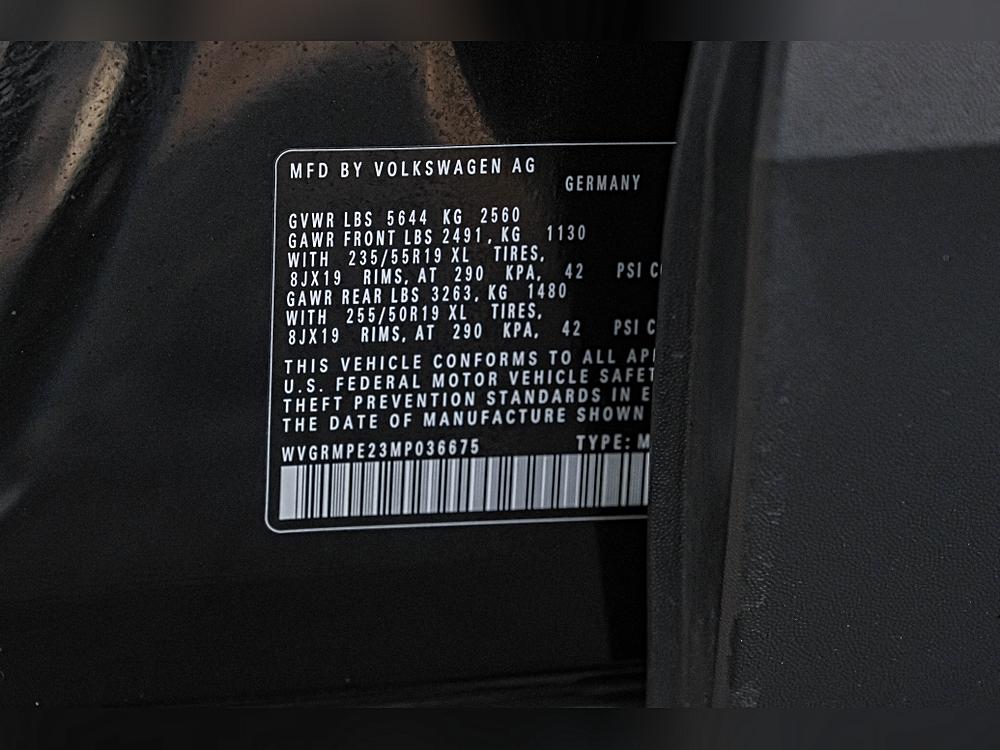 MFD BY VOLKSWAGEN AG
GERMANY
GVWR LBS 5644 KG 2560
GAWR FRONT LBS 2491, KG 1130
WITH 235/55R19 XL TIRES,
8JX19 RIMS, AT 290 KPA, 42 PSI C
GAWR REAR LBS 3263, KG 1480
WITH 255/50R19 XL TIRES,
8JX19 RIMS, AT 290 KPA, 42 PSI C
THIS VEHICLE CONFORMS TO ALL AP
U.S. FEDERAL MOTOR VEHICLE SAFET
THEFT PREVENTION STANDARDS IN E
THE DATE OF MANUFACTURE SHOWN
WVGRMPE23MP036675 TYPE: M